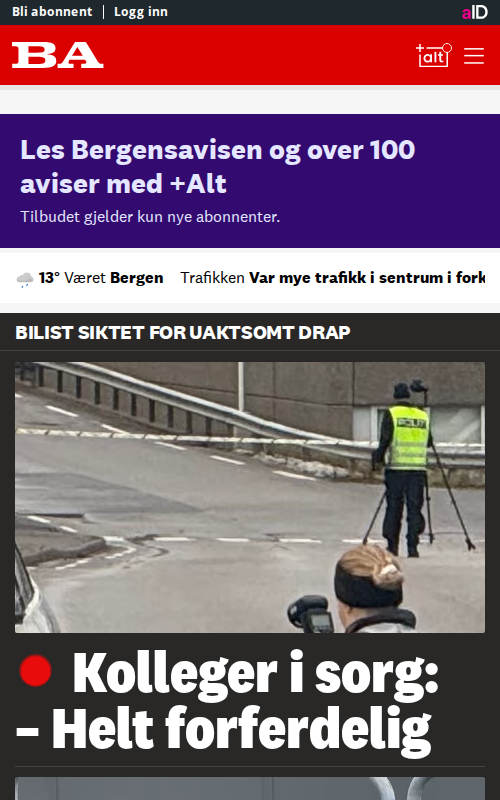 Bli abonnent
Logg inn
aID
BA
+alt
Les Bergensavisen og over 100
aviser med +Alt
Tilbudet gjelder kun nye abonnenter.
13° Været Bergen
Trafikken Var mye trafikk i sentrum i fork
BILIST SIKTET FOR UAKTSOMT DRAP
POLITI
Kolleger i sorg:
– Helt forferdelig